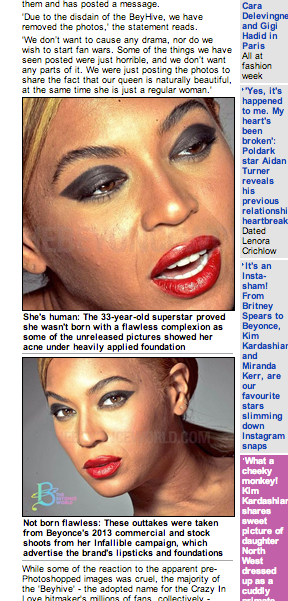 them and has posted a message.
'Due to the disdain of the BeyHive, we have
removed the photos,' the statement reads.
'We don't want to cause any drama, nor do we
wish to start fan wars. Some of the things we
have seen posted were just horrible, and we don't want
any parts of it. We were just posting the photos to
share the fact that our queen is naturally beautiful,
at the same time she is just a regular woman.'
She's human: The 33-year-old superstar proved
she wasn't born with a flawless complexion as
some of the unreleased pictures showed her
acne under heavily applied foundation
WORLD.COM
Not born flawless: These outtakes were taken
from Beyonce's 2013 commercial and stock
shoots from her Infallible campaign, which
advertise the brand's lipsticks and foundations
While some of the reaction to the apparent pre-
Photoshopped images was cruel, the majority of
the 'Beyhive' - the adopted name for the Crazy In
Love hitmaker's millions of fans, collectively -
Cara
Delevingne
and Gigi
Hadid in
Paris
All at
fashion
week
'Yes, it's
happened
to me. My
heart's
been
broken':
Poldark
star Aidan
Turner
reveals
his
previous
relationshi
heartbreak
Dated
Lenora
Crichlow
'It's an
Insta-
sham!
From
Britney
Spears to
Beyonce,
Kim
Kardashian
and
Miranda
Kerr, are
our
favourite
stars
slimming
down
Instagram
snaps
'What a
cheeky
monkey!
Kim
Kardashian
shares
sweet
picture of
daughter
North
West
dressed
up as a
cuddly